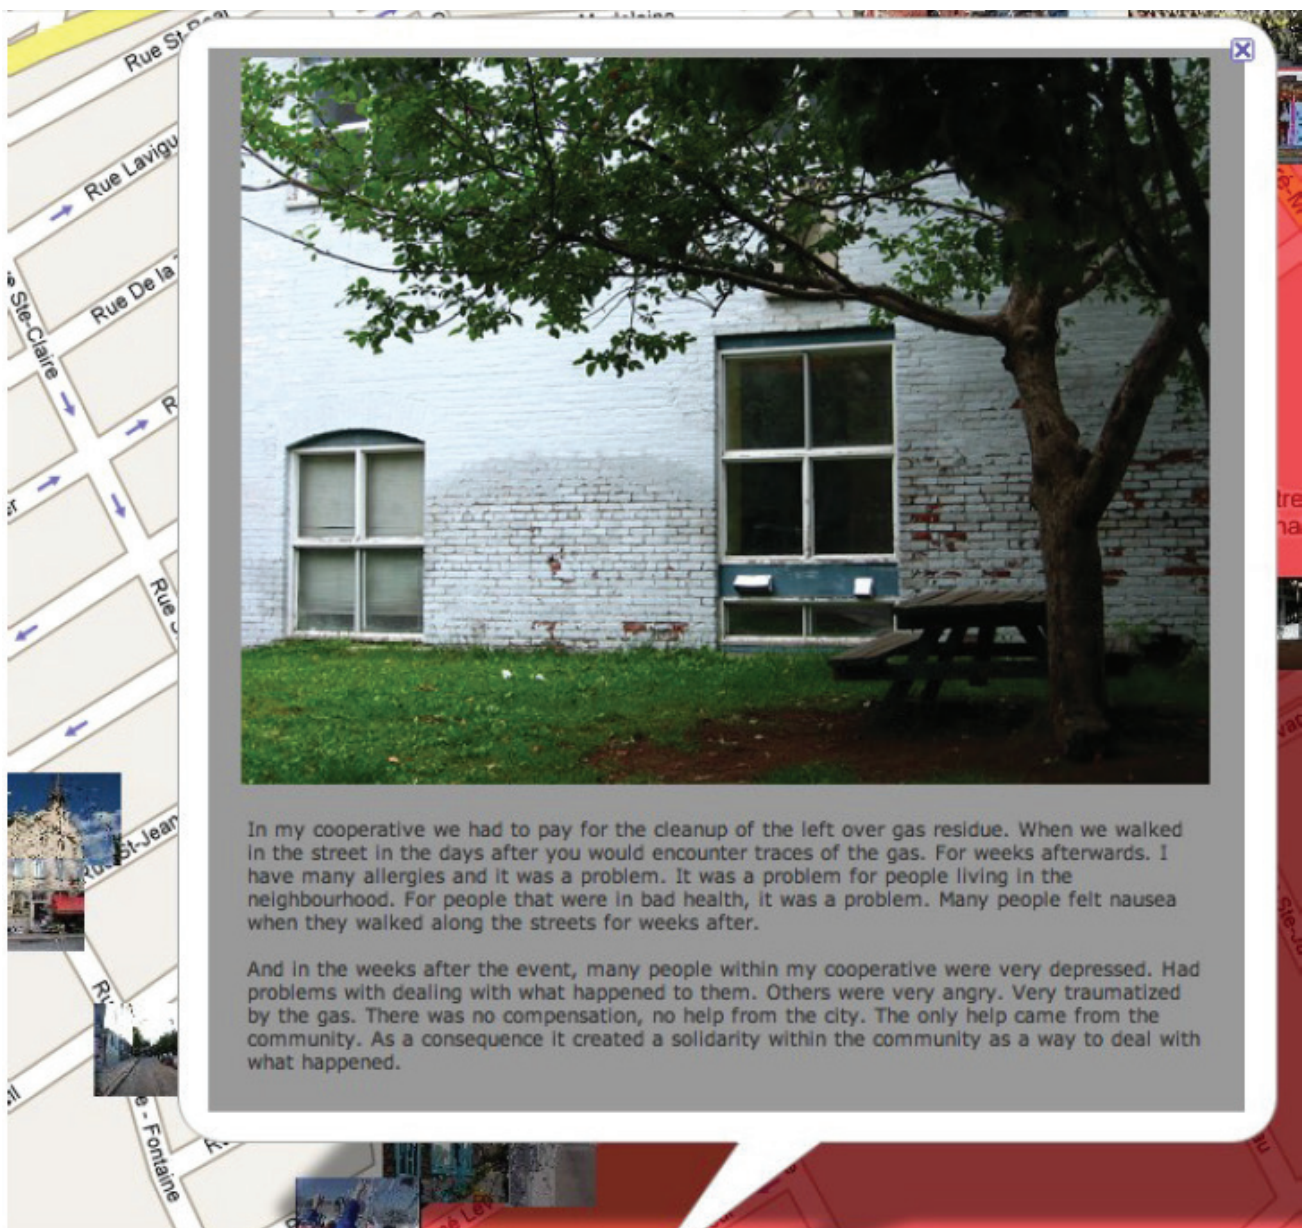 Rue St-Real
Madeleine
Rue Lavigu
Rue De la
é Ste-Claire
R
er
Rue S
In my cooperative we had to pay for the cleanup of the left over gas residue. When we walked
in the street in the days after you would encounter traces of the gas. For weeks afterwards. I
have many allergies and it was a problem. It was a problem for people living in the
neighbourhood. For people that were in bad health, it was a problem. Many people felt nausea
when they walked along the streets for weeks after.
And in the weeks after the event, many people within my cooperative were very depressed. Had
problems with dealing with what happened to them. Others were very angry. Very traumatized
by the gas. There was no compensation, no help from the city. The only help came from the
community. As a consequence it created a solidarity within the community as a way to deal with
what happened.
Rue St-Jean
Ru
e - Fontaine
Ste-J